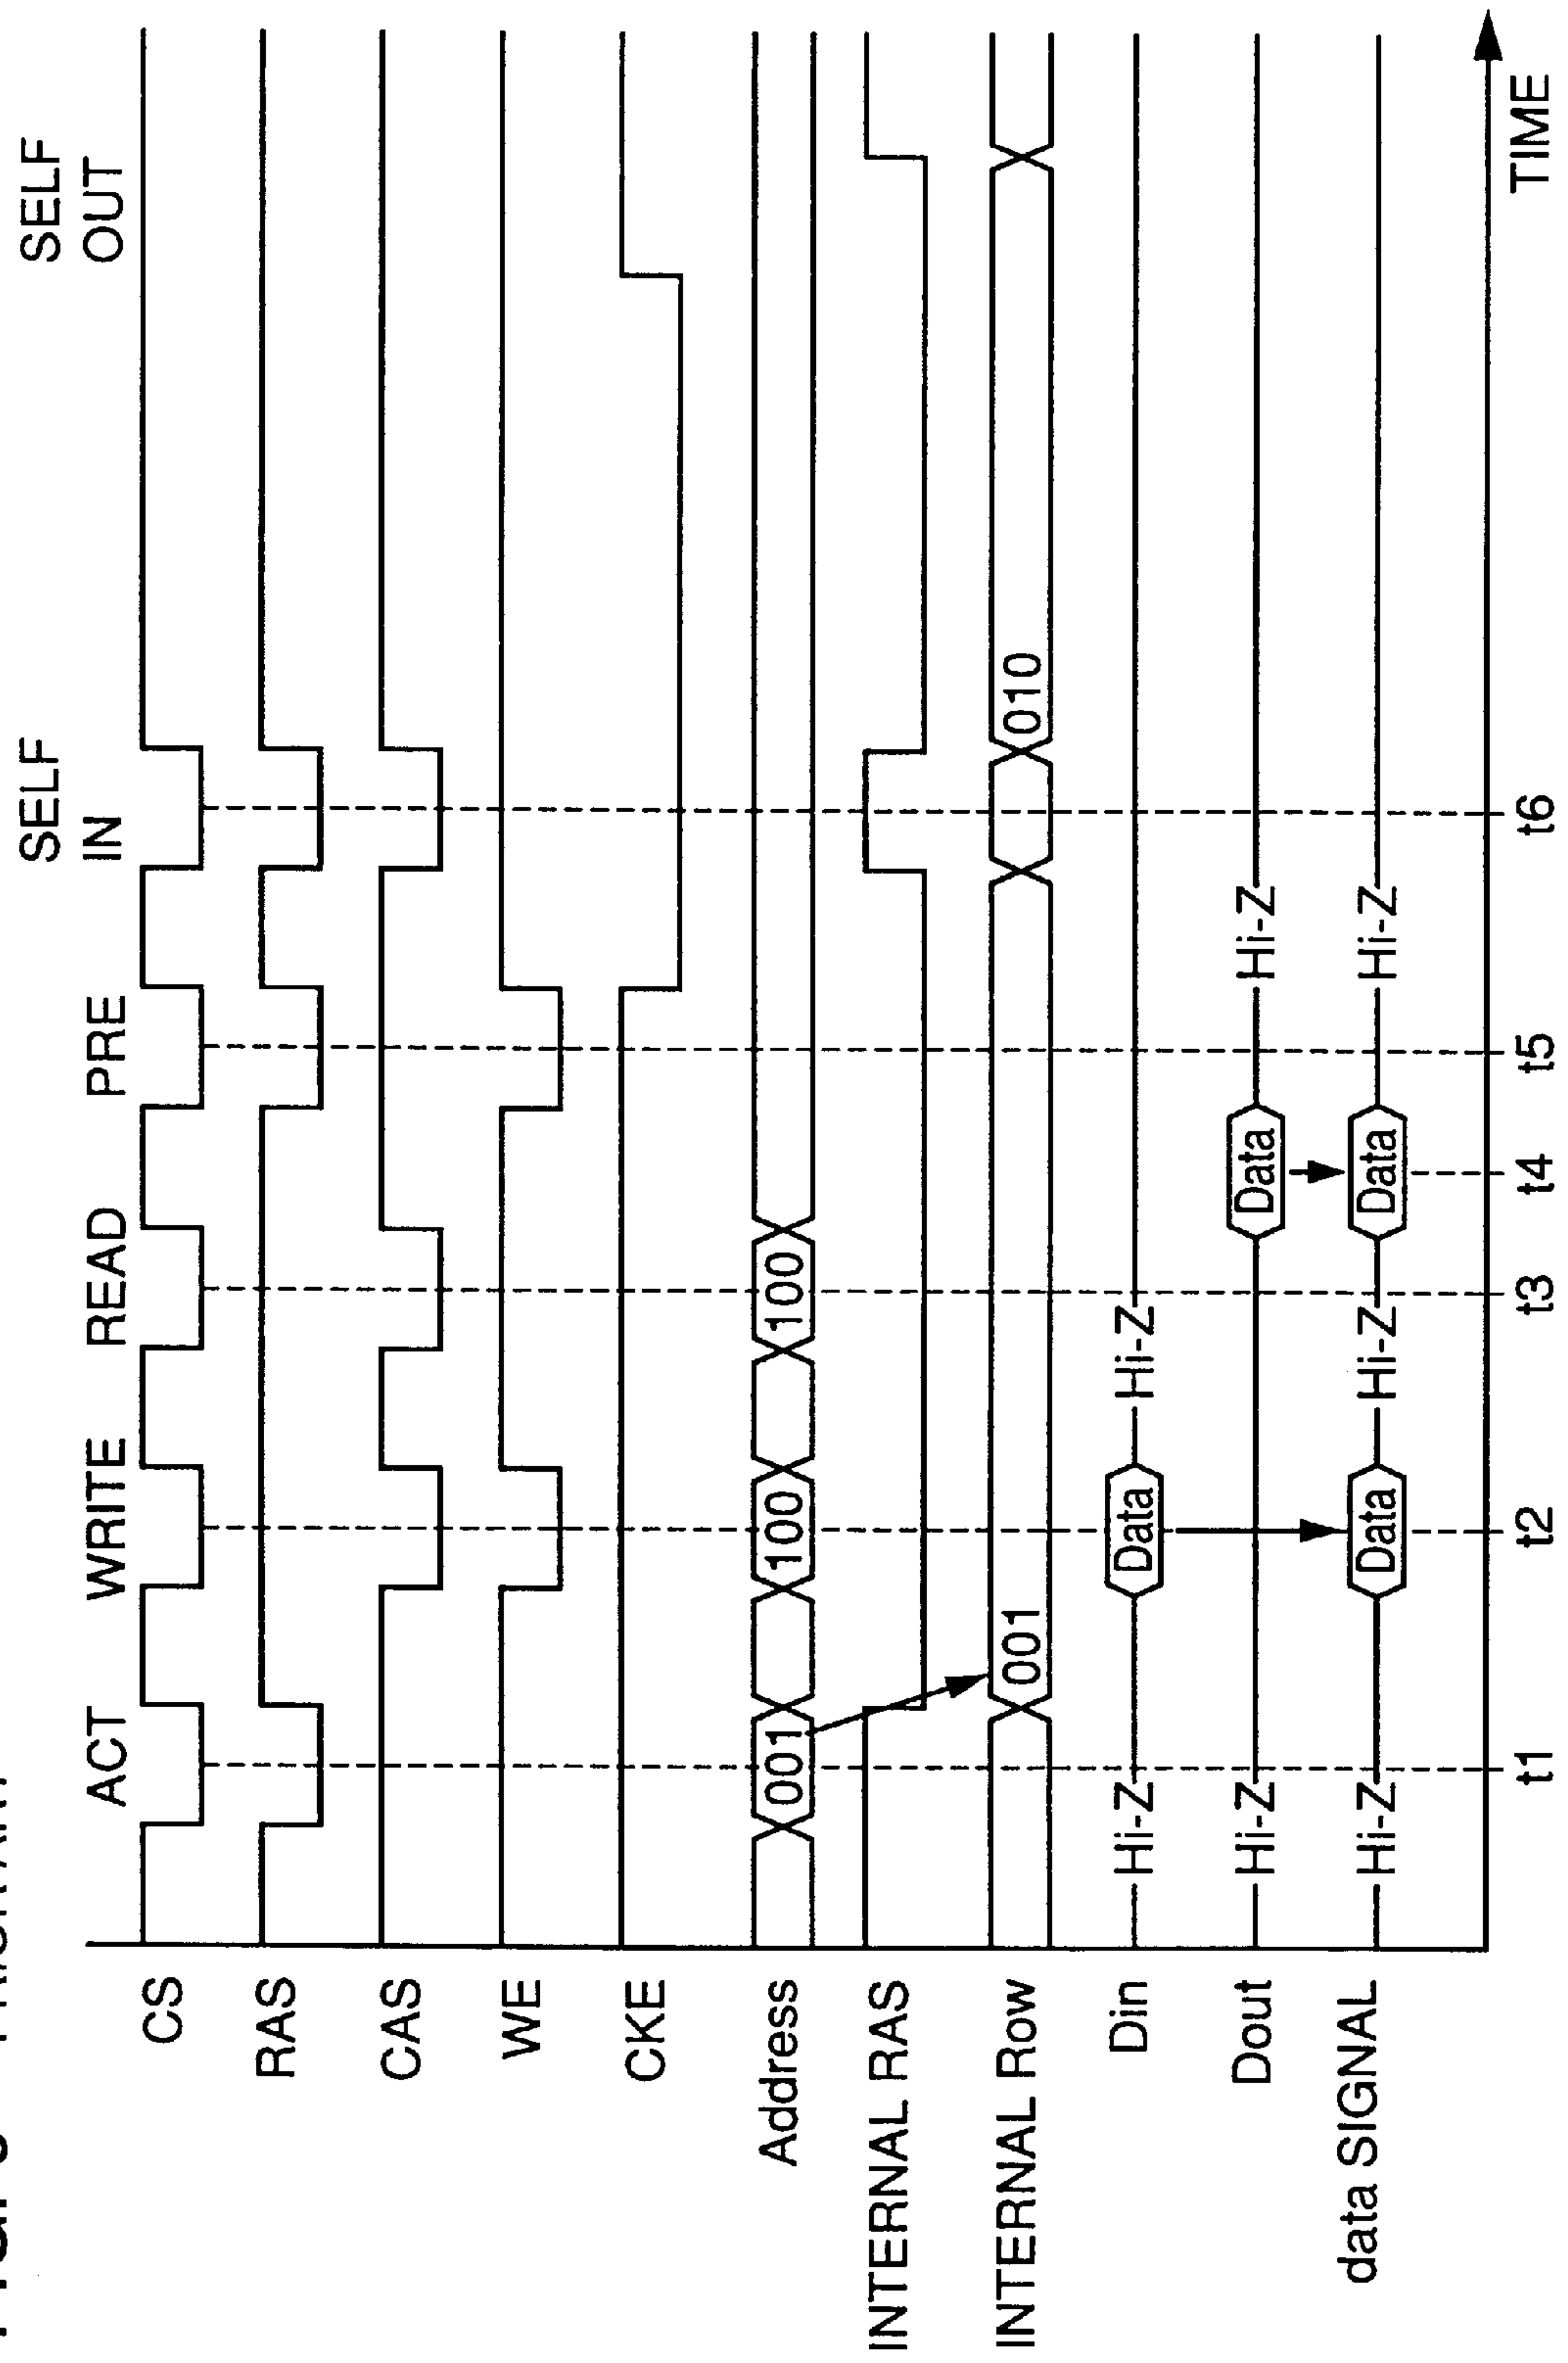 PRIOR ART
SELF SELF
ACT WRITE READ PRE IN OUT
CS
RAS
CAS
WE
CKE
Address 001 100 100
INTERNAL RAS
INTERNAL Row 001 010
Din Hi-Z Data Hi-Z
Dout Hi-Z Data Hi-Z
data SIGNAL Hi-Z Data Hi-Z Data Hi-Z
t1 t2 t3 t4 t5 t6 TIME